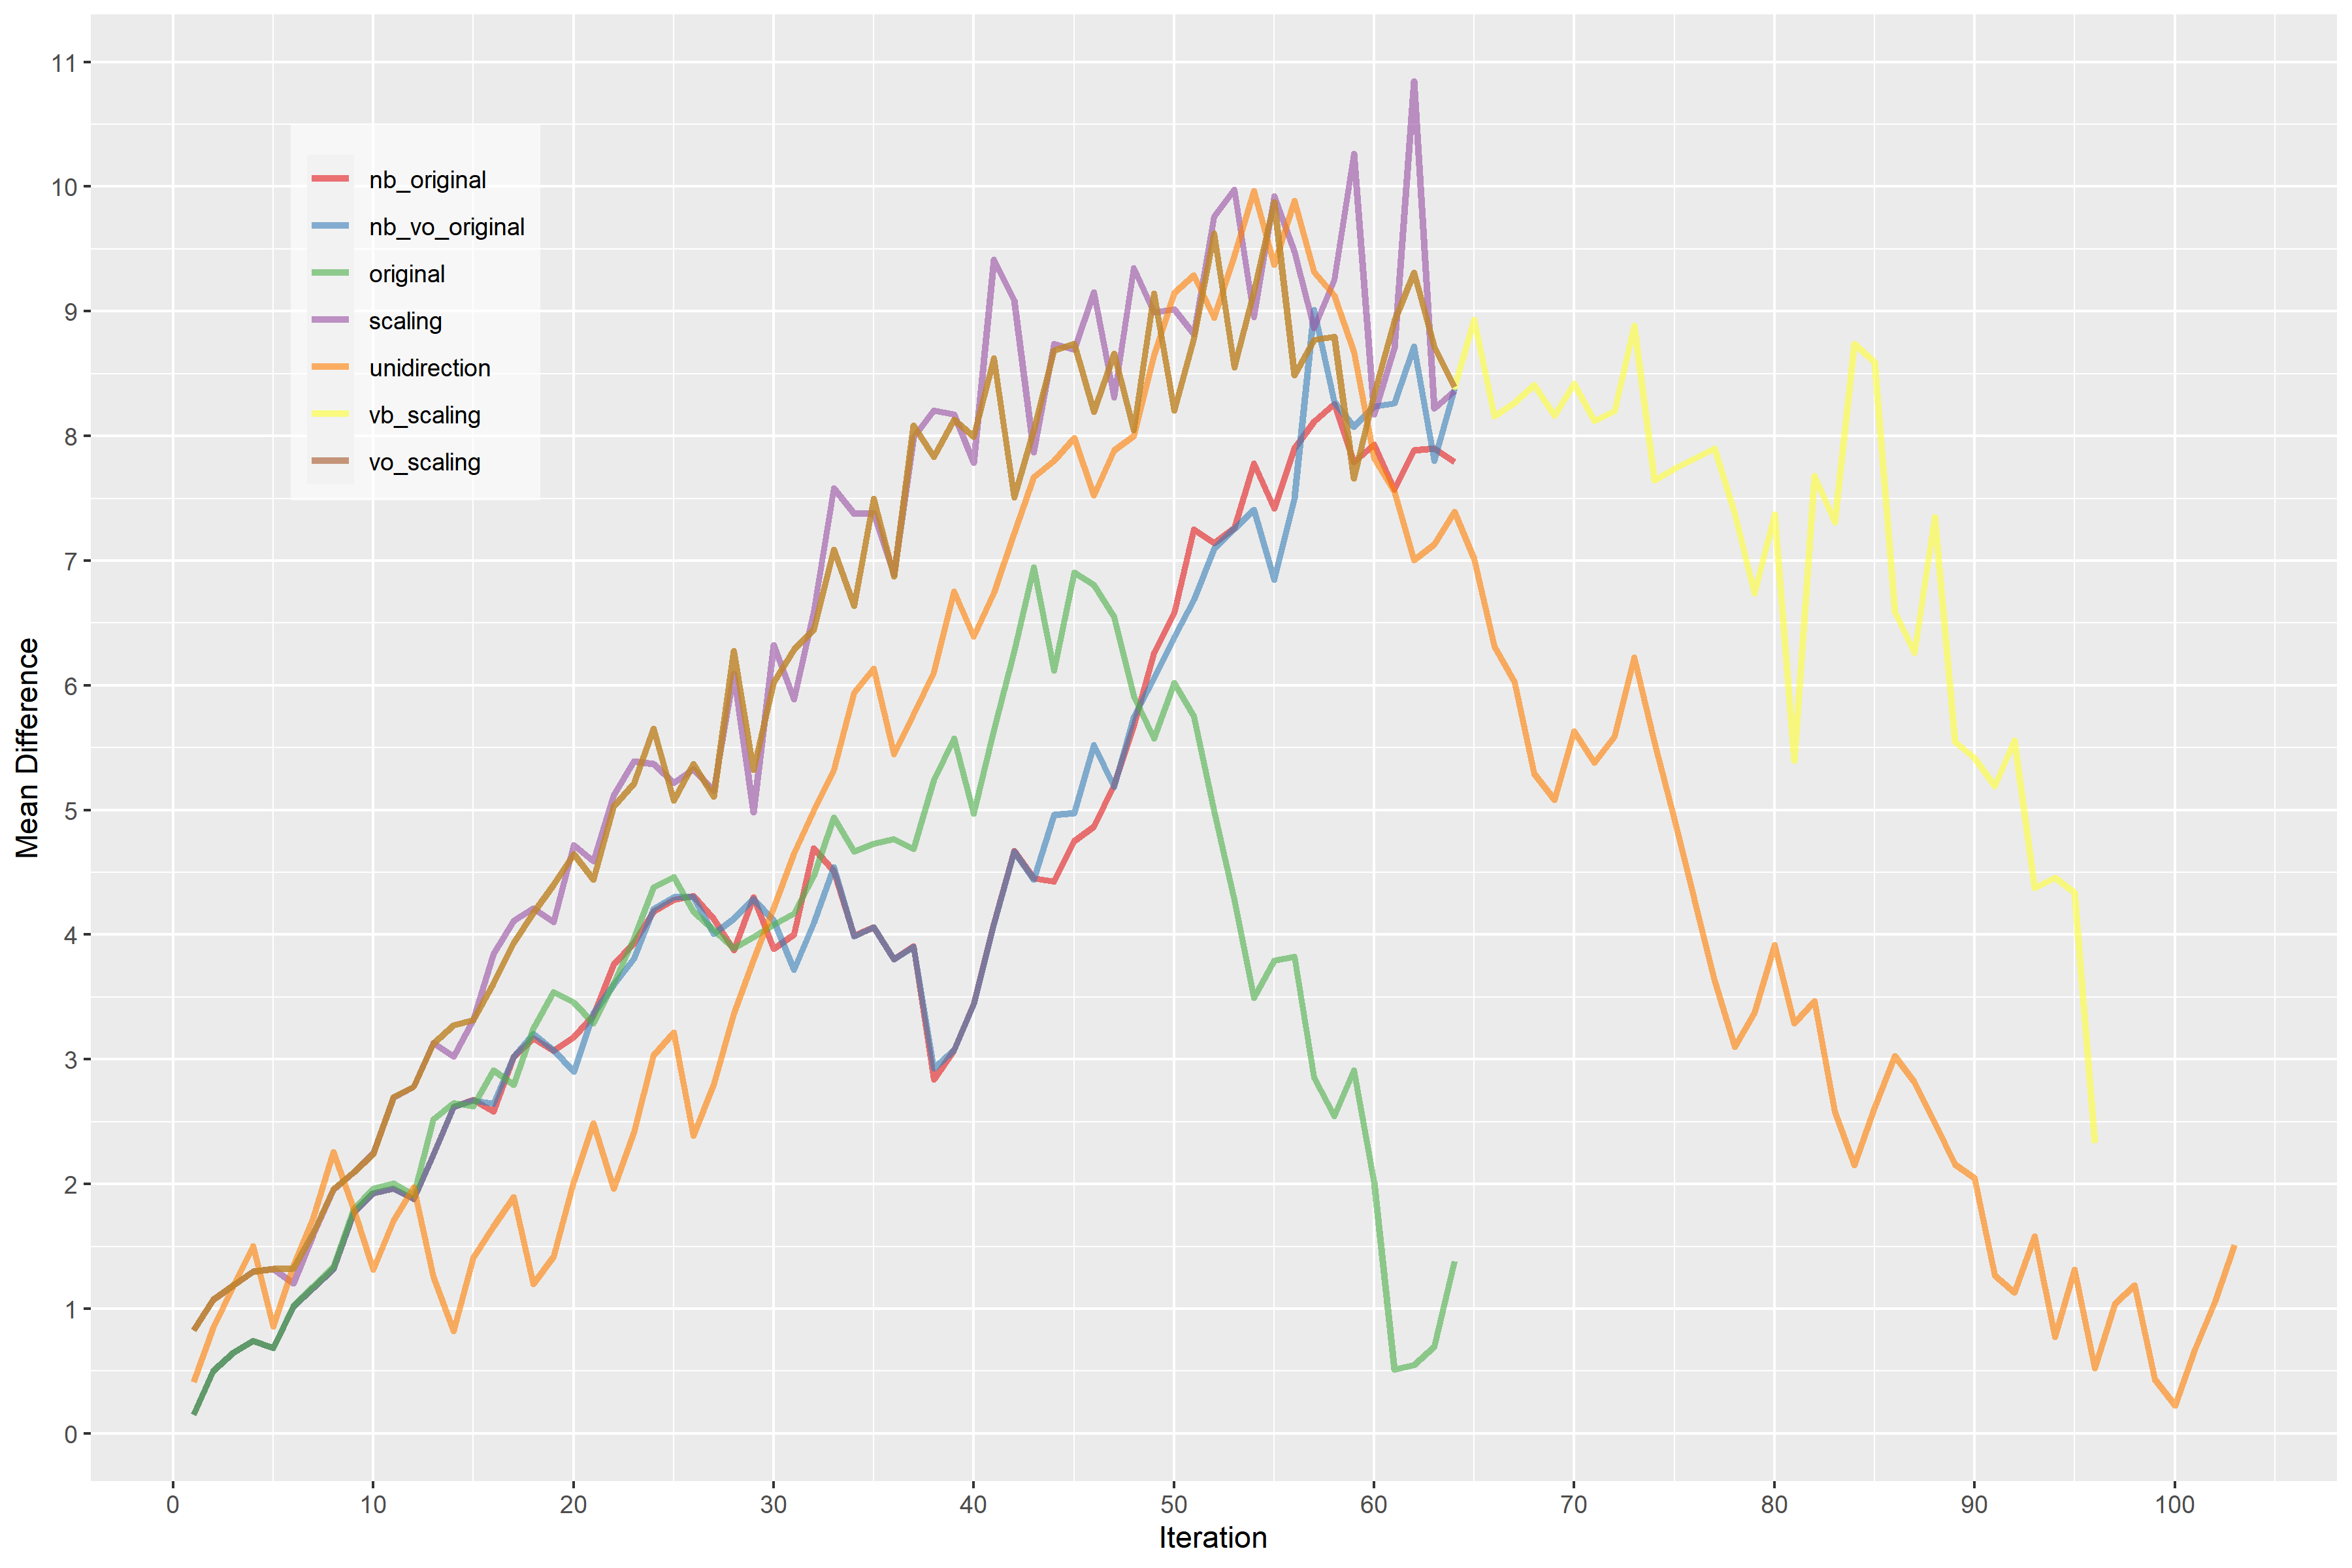 11
10
9
8
7
6
5
4
3
2
1
0
Mean Difference
nb_original
nb_vo_original
original
scaling
unidirection
vb_scaling
vo_scaling
0 10 20 30 40 50 60 70 80 90 100
Iteration